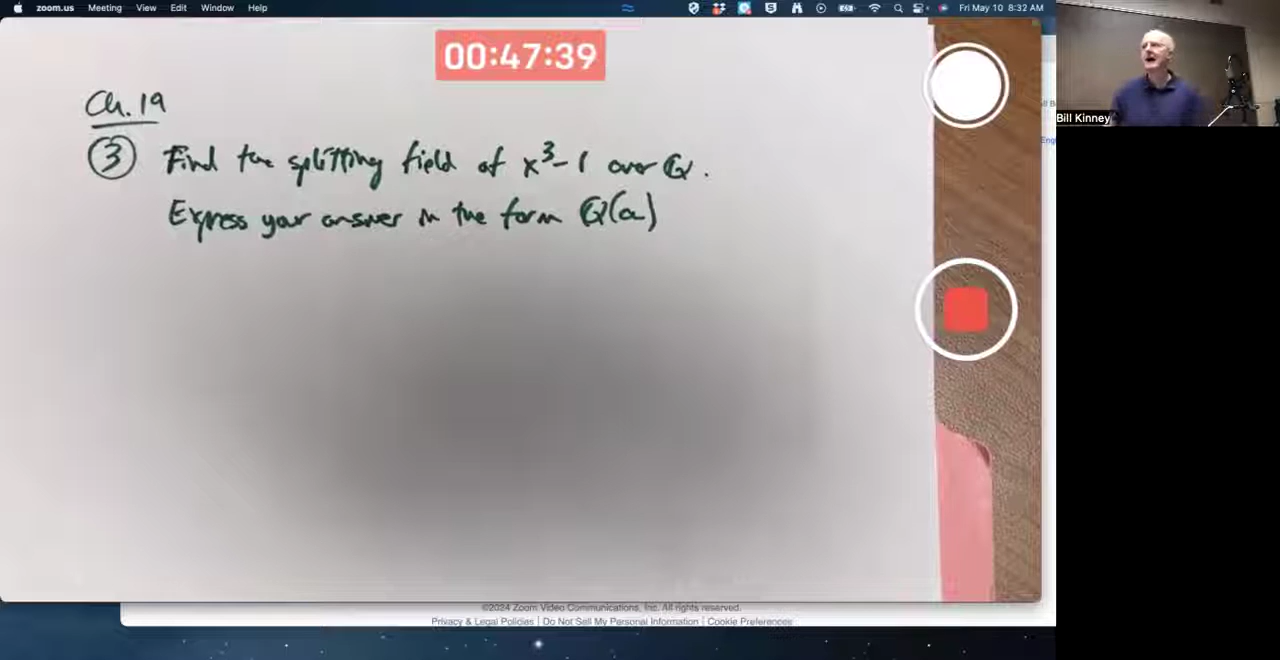 zoom.us Meeting View Edit Window Help Fri May 10 8:32 AM
00:47:39
Ch. 19
③ Find the splitting field of x³-1 over ℚ.
Express your answer in the form ℚ(a)
Bill Kinney
©2024 Zoom Video Communications, Inc. All rights reserved.
Privacy & Legal Policies | Do Not Sell My Personal Information | Cookie Preferences